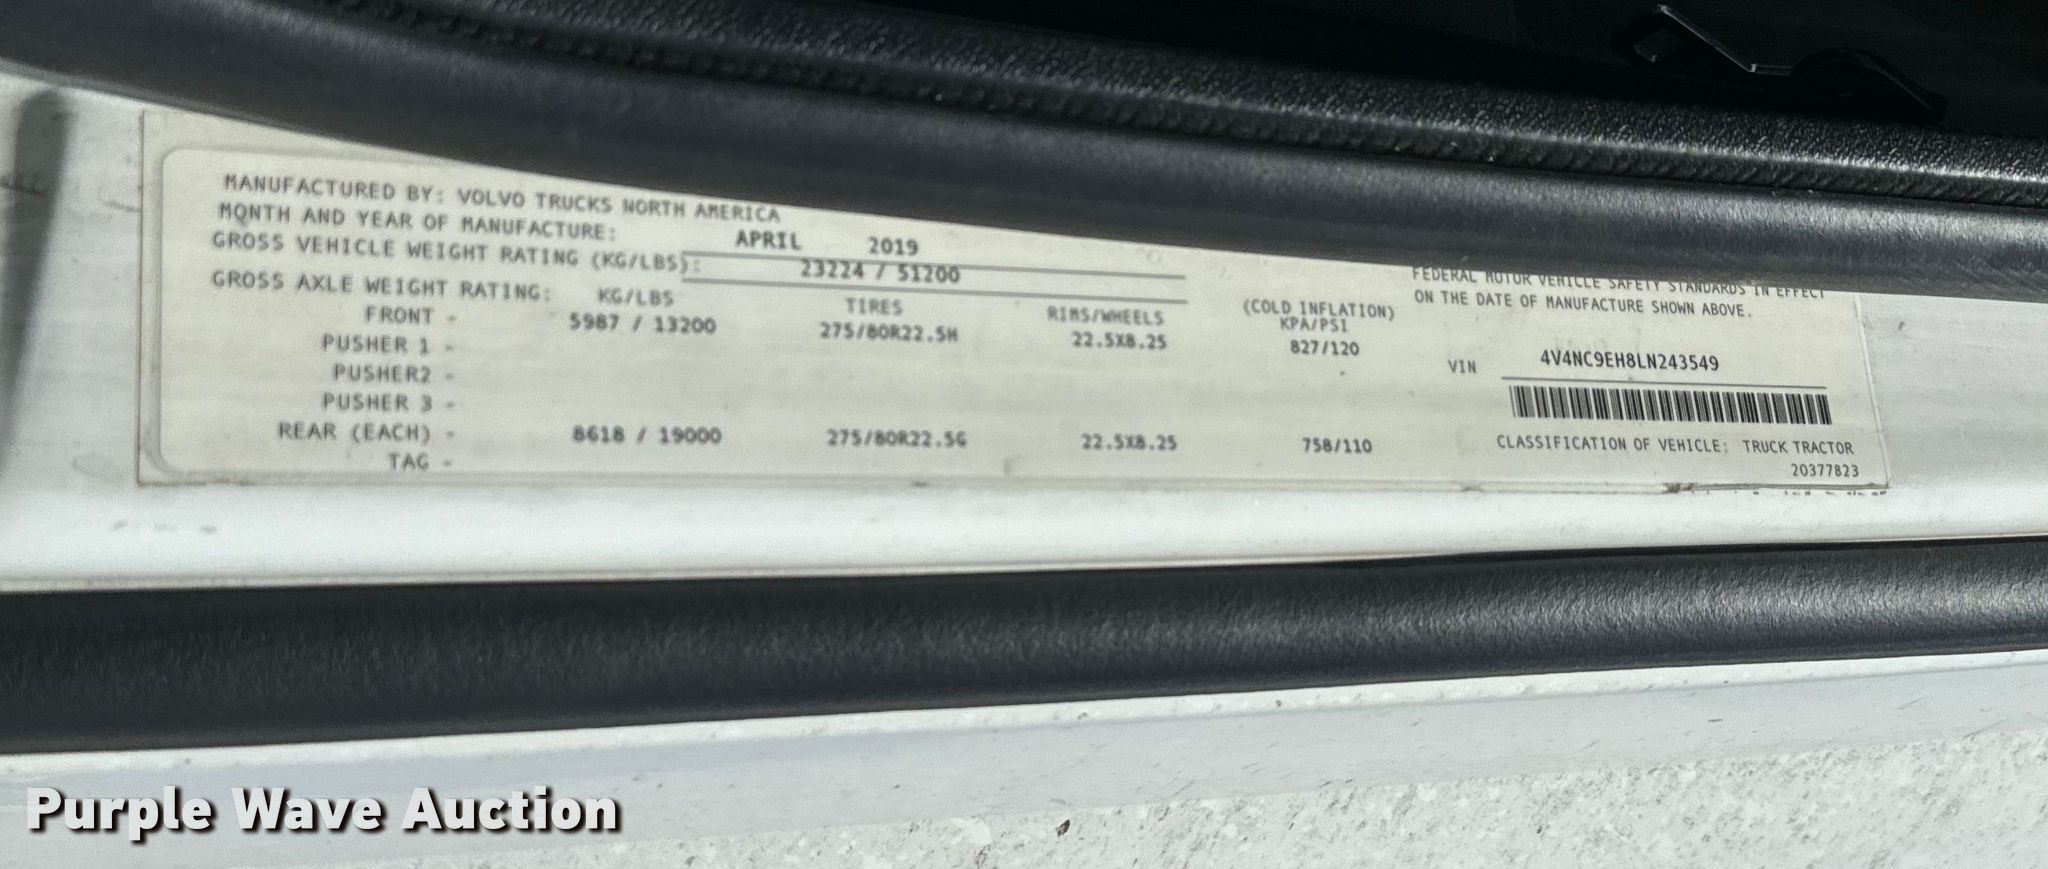 MANUFACTURED BY: VOLVO TRUCKS NORTH AMERICA
MONTH AND YEAR OF MANUFACTURE: APRIL 2019
GROSS VEHICLE WEIGHT RATING (KG/LBS): 23224 / 51200
GROSS AXLE WEIGHT RATING: KG/LBS TIRES RIMS/WHEELS (COLD INFLATION) KPA/PSI
FRONT - 5987 / 13200 275/80R22.5H 22.5X8.25 827/120
PUSHER 1 -
PUSHER2 -
PUSHER 3 -
REAR (EACH) - 8618 / 19000 275/80R22.5G 22.5X8.25 758/110
TAG -
FEDERAL MOTOR VEHICLE SAFETY STANDARDS IN EFFECT
ON THE DATE OF MANUFACTURE SHOWN ABOVE.
VIN 4V4NC9EH8LN243549
CLASSIFICATION OF VEHICLE: TRUCK TRACTOR
20377823
Purple Wave Auction